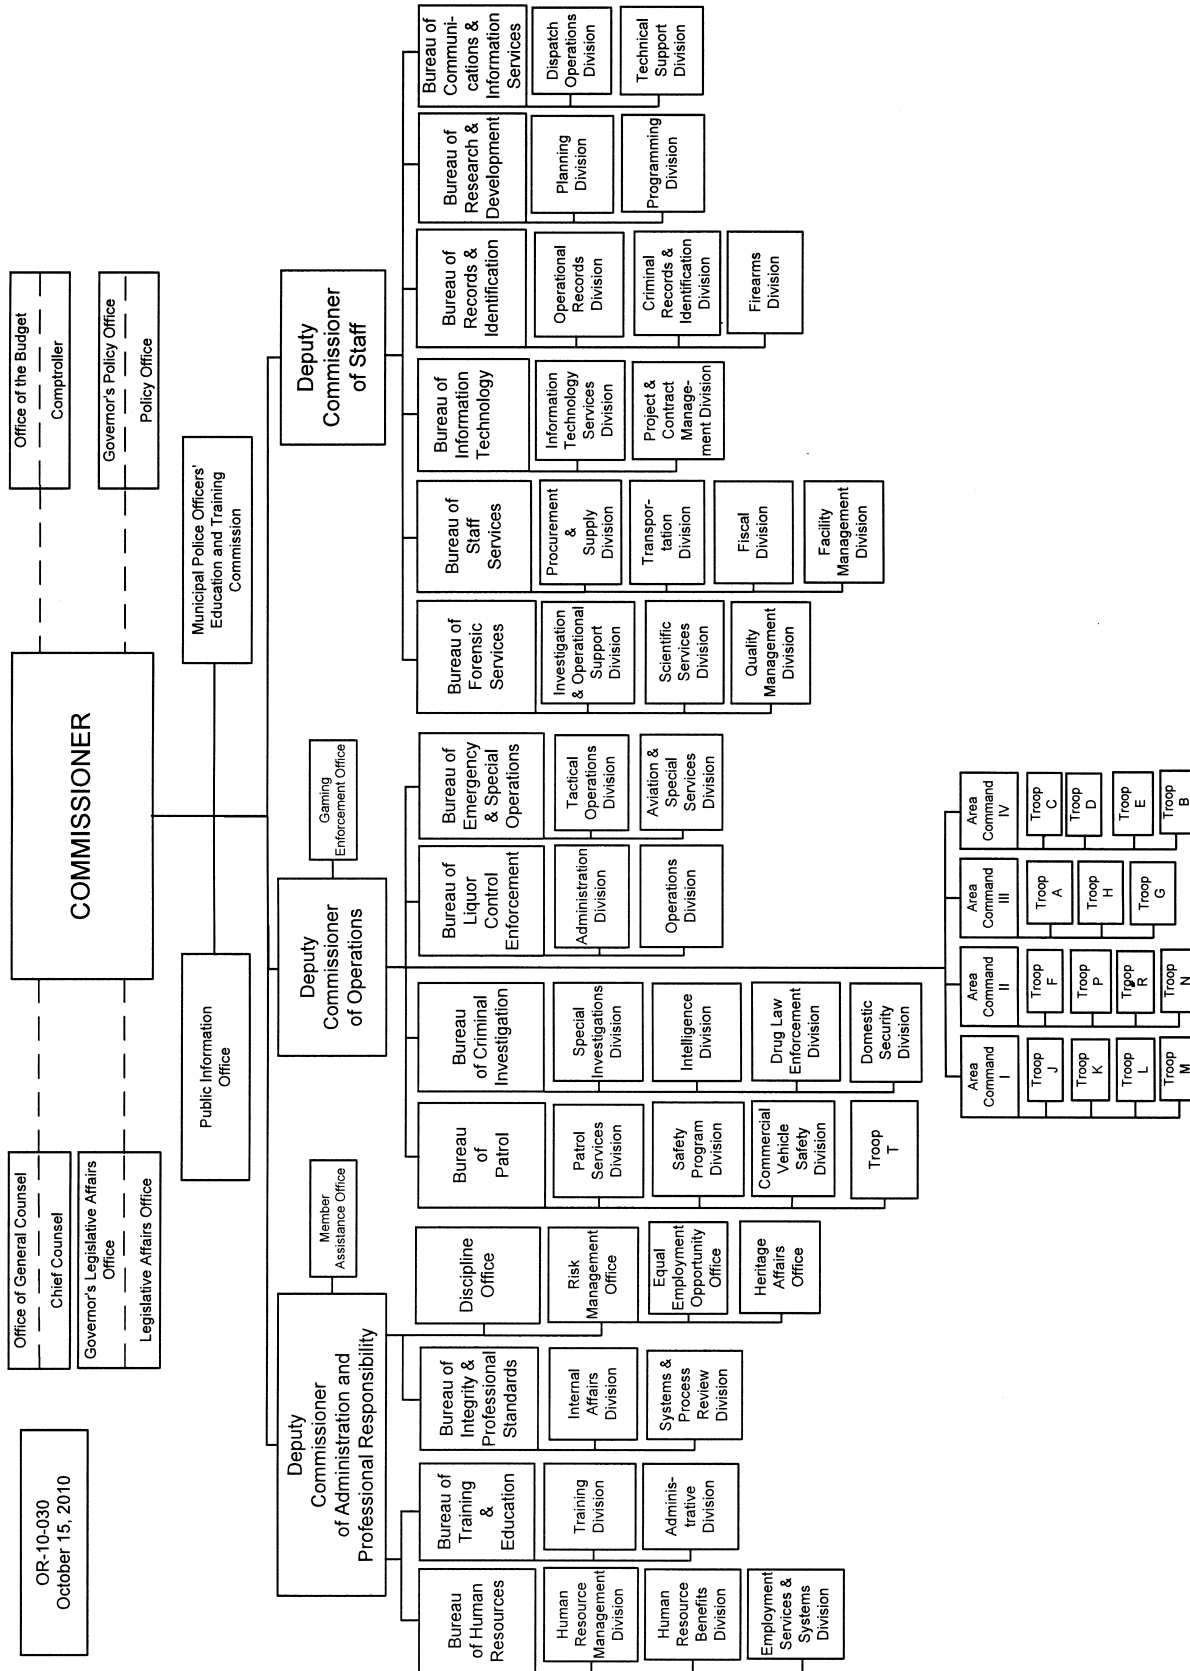 OR-10-030
October 15, 2010
Office of General Counsel
Chief Counsel
Governor's Legislative Affairs
Office
Legislative Affairs Office
COMMISSIONER
Office of the Budget
Comptroller
Governor's Policy Office
Policy Office
Public Information
Office
Municipal Police Officers'
Education and Training
Commission
Deputy
Commissioner
of Administration and
Professional Responsibility
Member
Assistance Office
Deputy
Commissioner
of Operations
Gaming
Enforcement Office
Deputy
Commissioner
of Staff
Bureau
of Human
Resources
Human
Resource
Management
Division
Human
Resource
Benefits
Division
Employment
Services &
Systems
Division
Bureau of
Training
&
Education
Training
Division
Adminis-
trative
Division
Bureau of
Integrity &
Professional
Standards
Internal
Affairs
Division
Systems &
Process
Review
Division
Discipline
Office
Risk
Management
Office
Equal
Employment
Opportunity
Office
Heritage
Affairs
Office
Bureau
of
Patrol
Patrol
Services
Division
Safety
Program
Division
Commercial
Vehicle
Safety
Division
Troop
T
Bureau
of Criminal
Investigation
Special
Investigations
Division
Intelligence
Division
Drug Law
Enforcement
Division
Domestic
Security
Division
Bureau of
Liquor
Control
Enforcement
Administration
Division
Operations
Division
Bureau of
Emergency
& Special
Operations
Tactical
Operations
Division
Aviation &
Special
Services
Division
Bureau of
Forensic
Services
Investigation
& Operational
Support
Division
Scientific
Services
Division
Quality
Management
Division
Bureau of
Staff
Services
Procurement
&
Supply
Division
Transpor-
tation
Division
Fiscal
Division
Facility
Management
Division
Bureau of
Information
Technology
Information
Technology
Services
Division
Project &
Contract
Manage-
ment Division
Bureau of
Records &
Identification
Operational
Records
Division
Criminal
Records &
Identification
Division
Firearms
Division
Bureau of
Research &
Development
Planning
Division
Programming
Division
Bureau of
Communi-
cations &
Information
Services
Dispatch
Operations
Division
Technical
Support
Division
Area
Command
I
Troop
J
Troop
K
Troop
L
Troop
M
Area
Command
II
Troop
F
Troop
P
Troop
R
Troop
N
Area
Command
III
Troop
A
Troop
H
Troop
G
Area
Command
IV
Troop
C
Troop
D
Troop
E
Troop
B